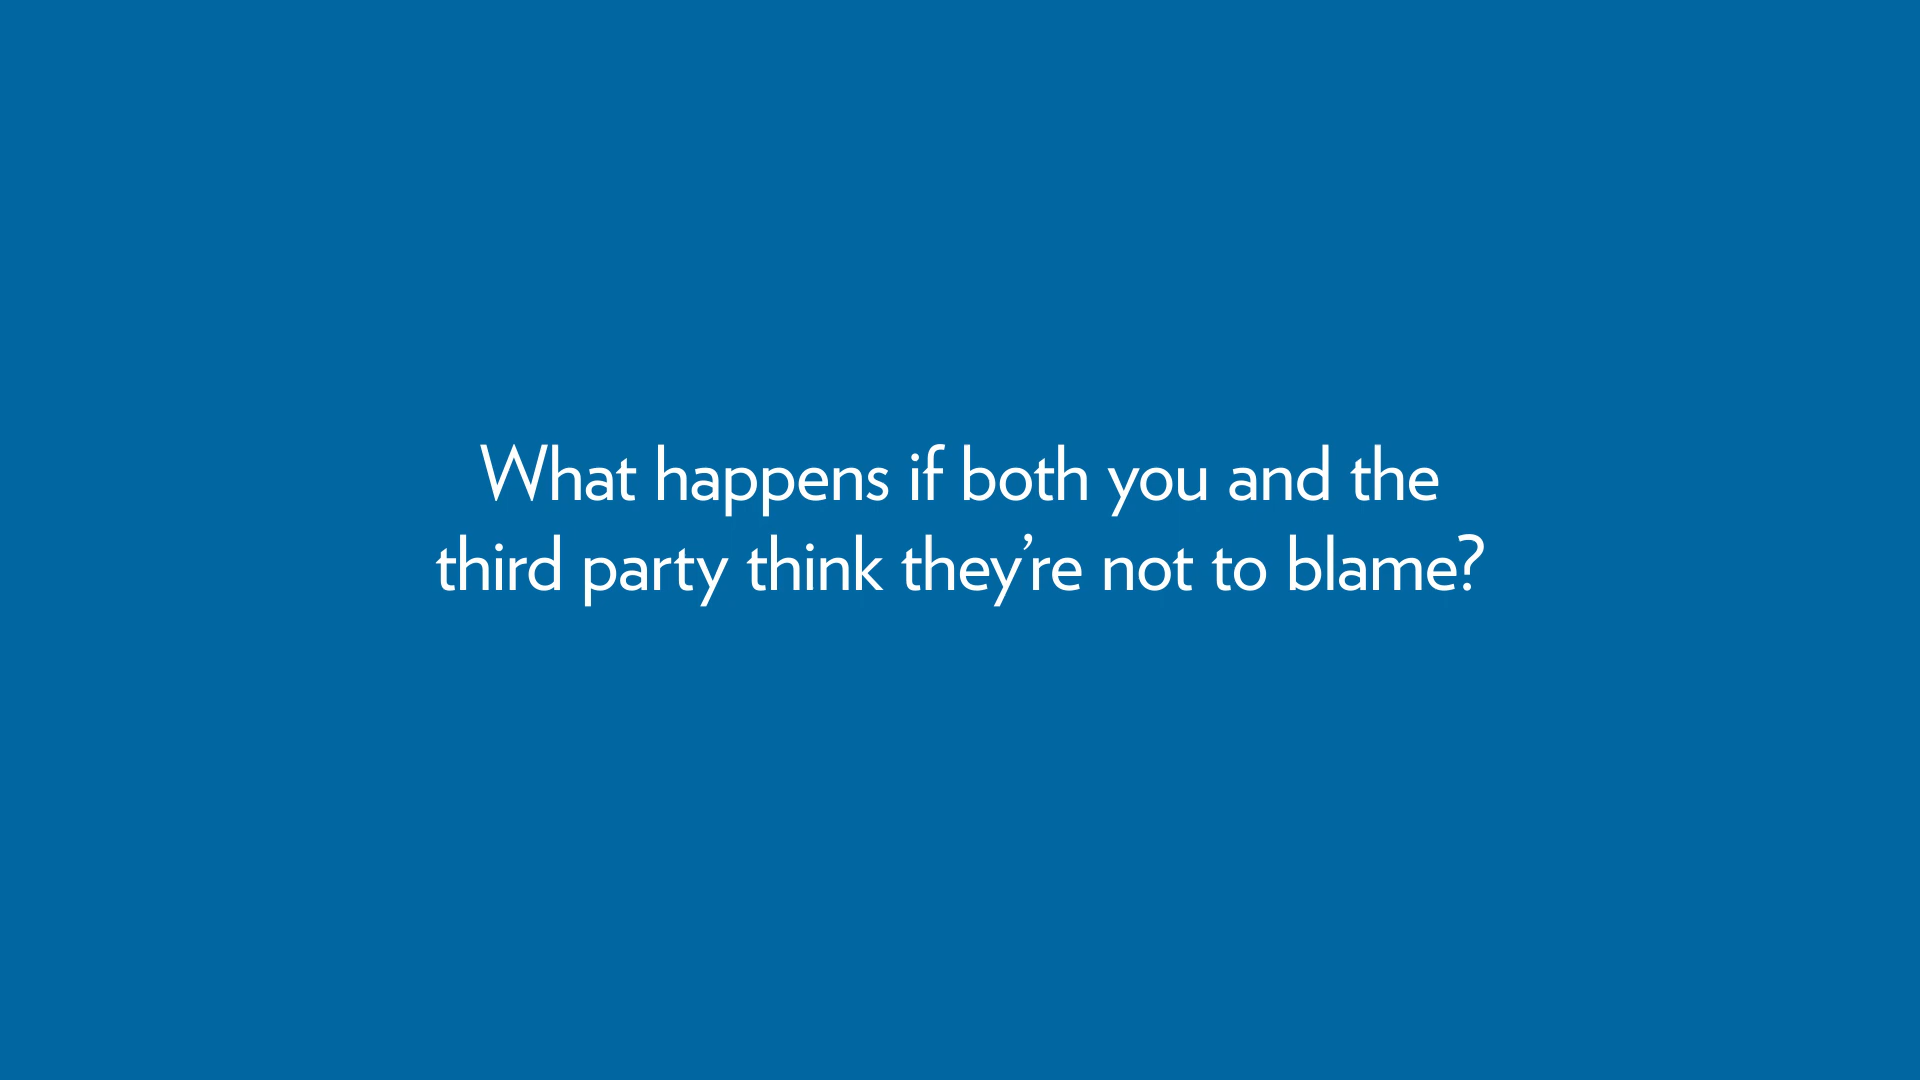 What happens if both you and the
third party think they’re not to blame?